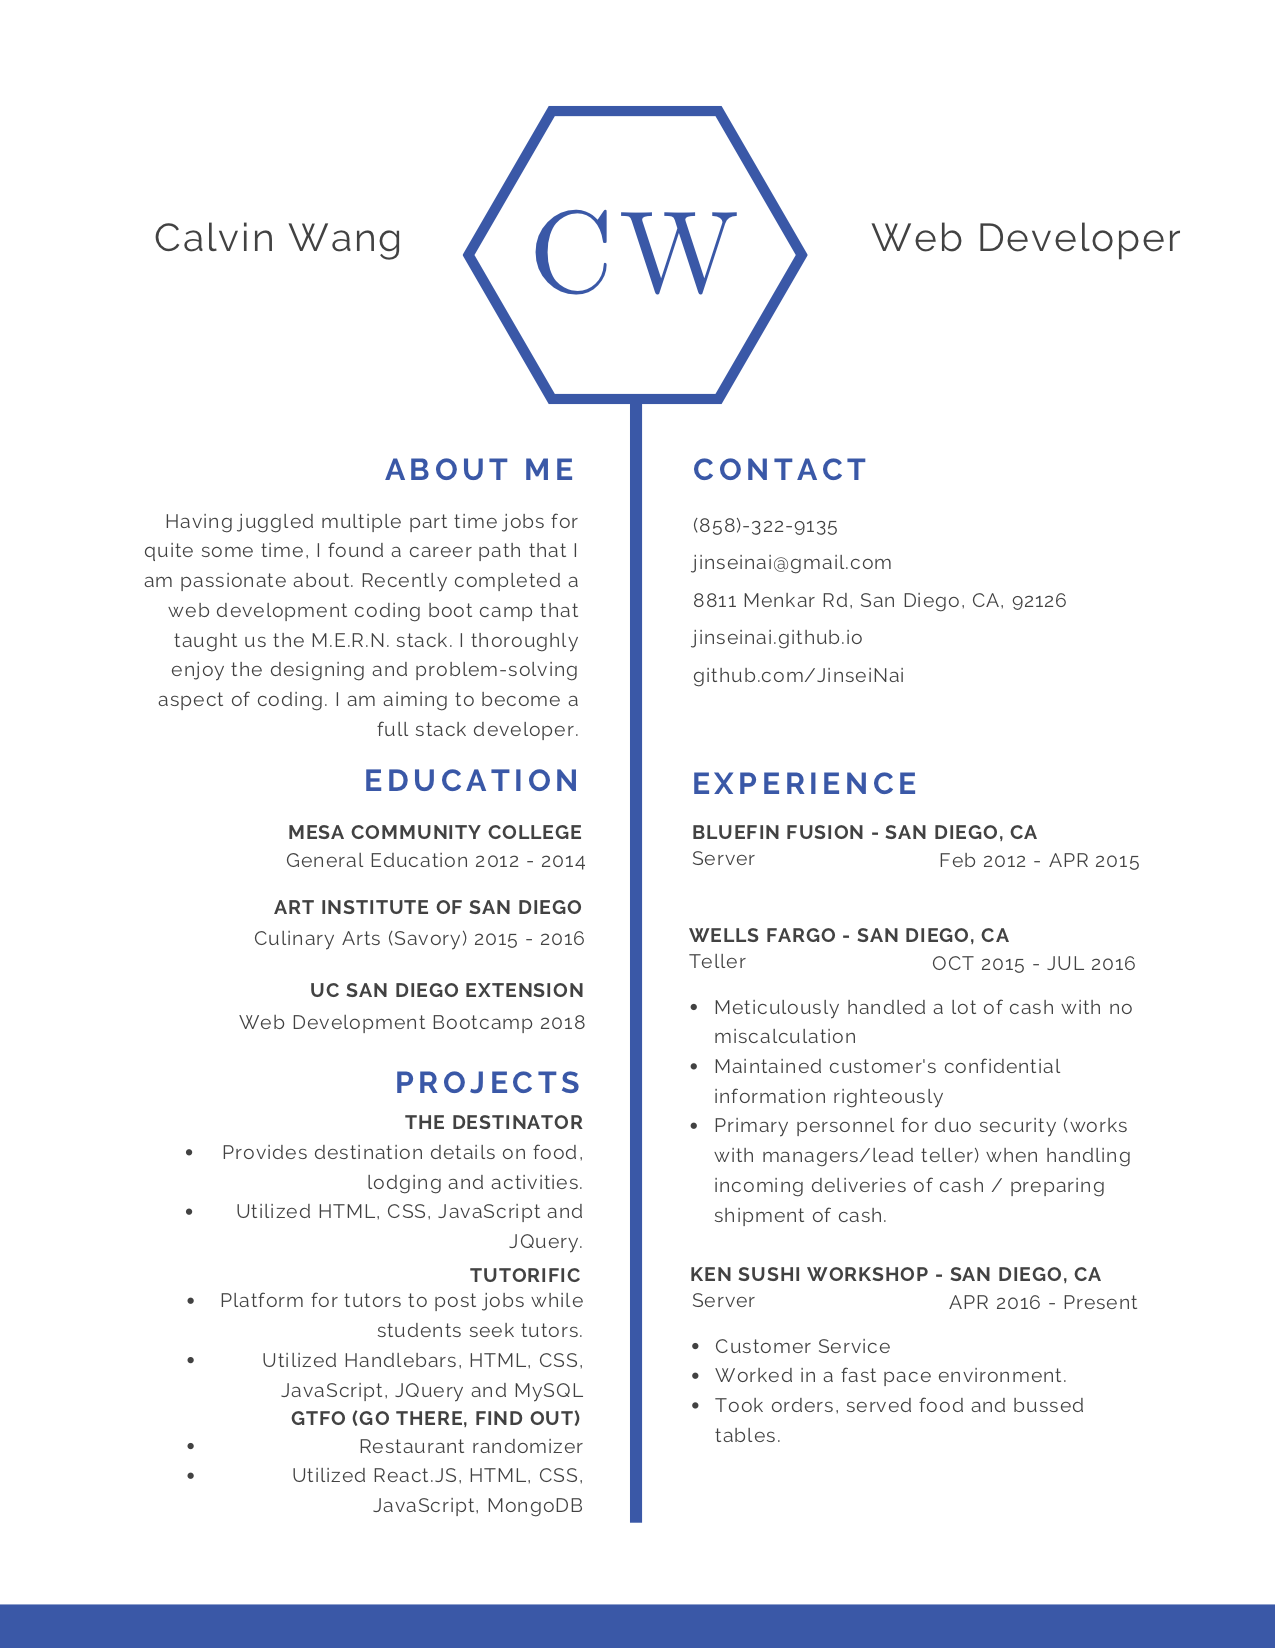 Calvin Wang
CW
Web Developer
ABOUT ME
Having juggled multiple part time jobs for
quite some time, I found a career path that I
am passionate about. Recently completed a
web development coding boot camp that
taught us the M.E.R.N. stack. I thoroughly
enjoy the designing and problem-solving
aspect of coding. I am aiming to become a
full stack developer.
EDUCATION
MESA COMMUNITY COLLEGE
General Education 2012 - 2014
ART INSTITUTE OF SAN DIEGO
Culinary Arts (Savory) 2015 - 2016
UC SAN DIEGO EXTENSION
Web Development Bootcamp 2018
PROJECTS
THE DESTINATOR
• Provides destination details on food,
lodging and activities.
• Utilized HTML, CSS, JavaScript and
JQuery.
TUTORIFIC
• Platform for tutors to post jobs while
students seek tutors.
• Utilized Handlebars, HTML, CSS,
JavaScript, JQuery and MySQL
GTFO (GO THERE, FIND OUT)
• Restaurant randomizer
• Utilized React.JS, HTML, CSS,
JavaScript, MongoDB
CONTACT
(858)-322-9135
jinseinai@gmail.com
8811 Menkar Rd, San Diego, CA, 92126
jinseinai.github.io
github.com/JinseiNai
EXPERIENCE
BLUEFIN FUSION - SAN DIEGO, CA
Server Feb 2012 - APR 2015
WELLS FARGO - SAN DIEGO, CA
Teller OCT 2015 - JUL 2016
• Meticulously handled a lot of cash with no
miscalculation
• Maintained customer's confidential
information righteously
• Primary personnel for duo security (works
with managers/lead teller) when handling
incoming deliveries of cash / preparing
shipment of cash.
KEN SUSHI WORKSHOP - SAN DIEGO, CA
Server APR 2016 - Present
• Customer Service
• Worked in a fast pace environment.
• Took orders, served food and bussed
tables.